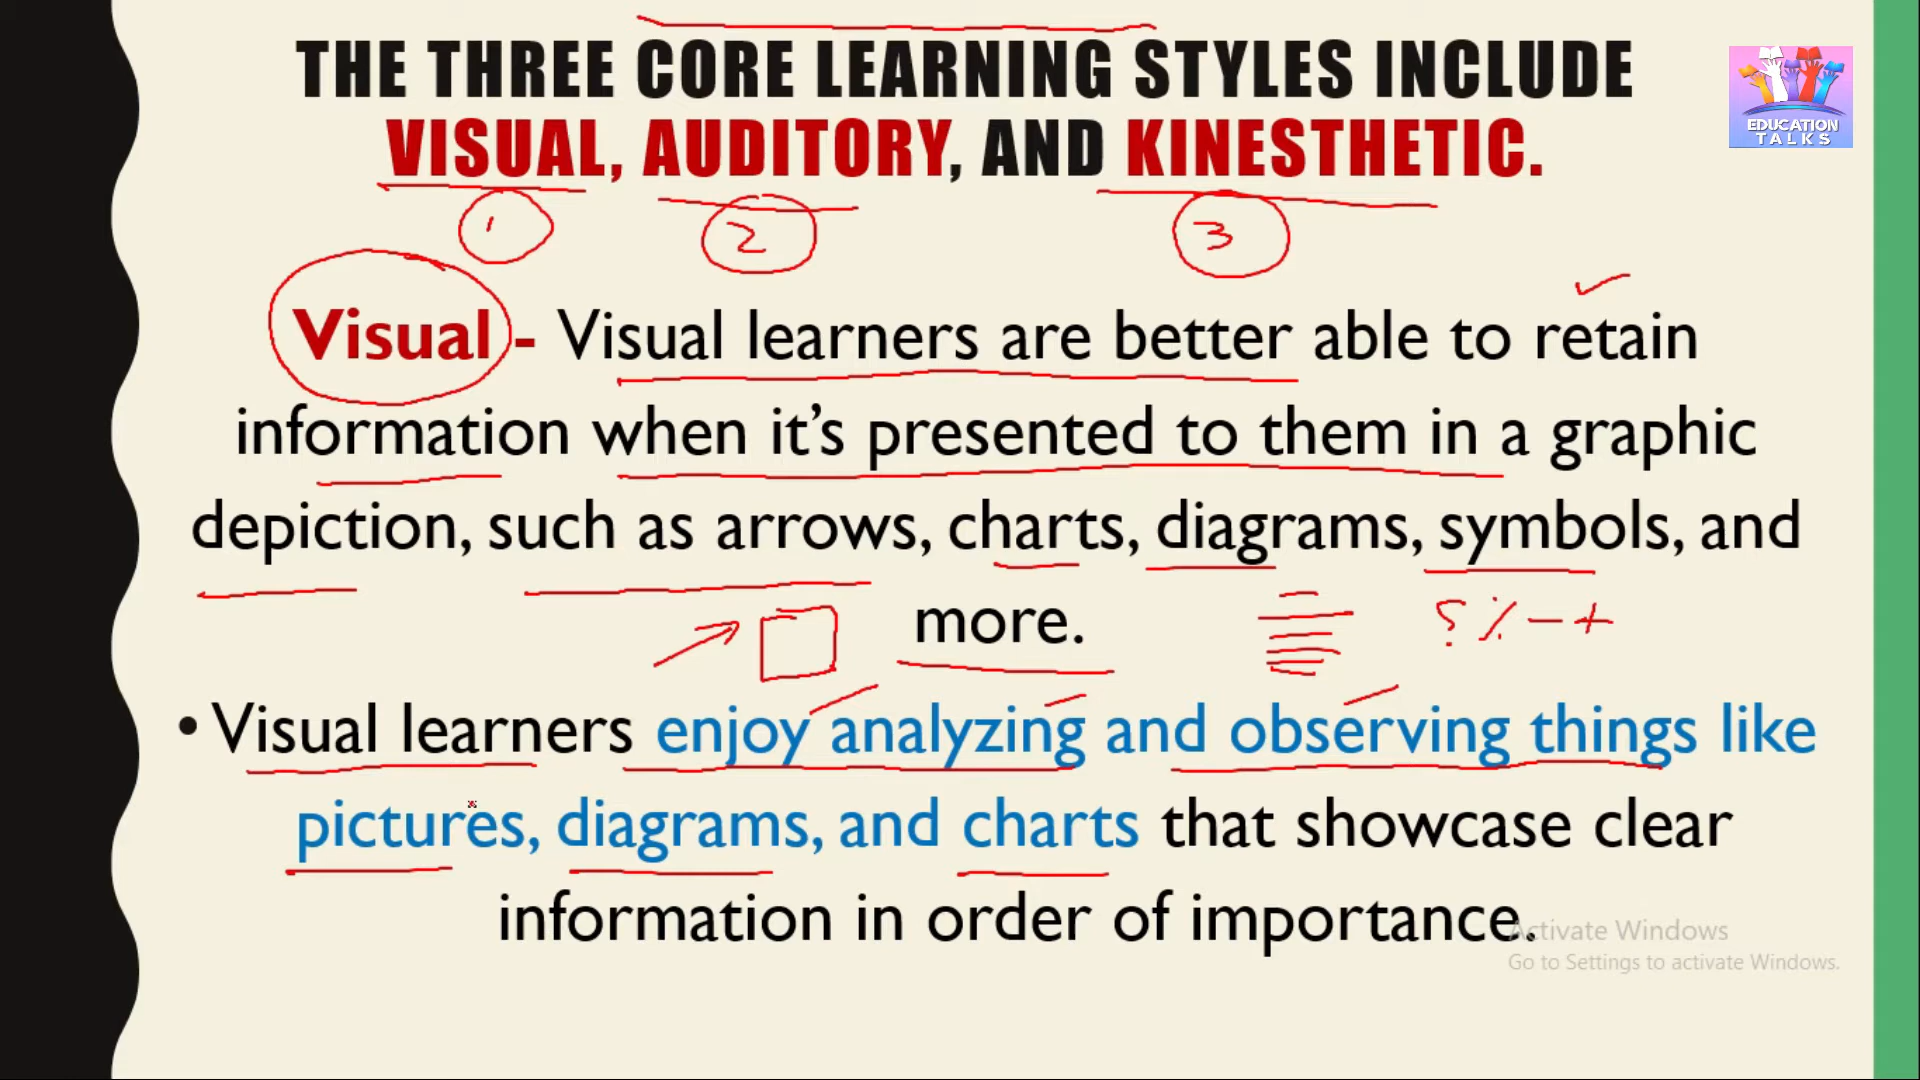 THE THREE CORE LEARNING STYLES INCLUDE
VISUAL, AUDITORY, AND KINESTHETIC.
EDUCATION
TALKS
1 2 3
Visual - Visual learners are better able to retain
information when it's presented to them in a graphic
depiction, such as arrows, charts, diagrams, symbols, and
more.
? % - +
• Visual learners enjoy analyzing and observing things like
pictures, diagrams, and charts that showcase clear
information in order of importance.
Activate Windows
Go to Settings to activate Windows.